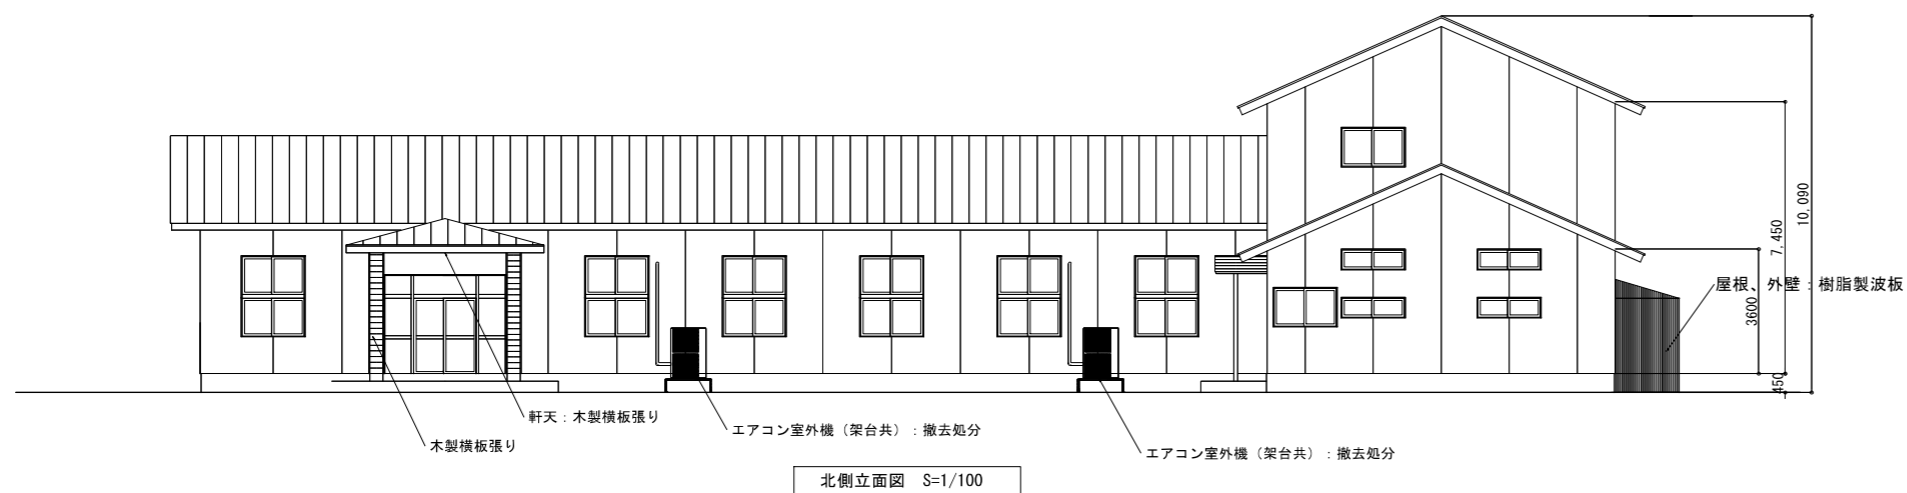 10,090
7,450
屋根、外壁：樹脂製波板
3600
450
軒天：木製横板張り
エアコン室外機（架台共）：撤去処分
木製横板張り
エアコン室外機（架台共）：撤去処分
北側立面図　S=1/100